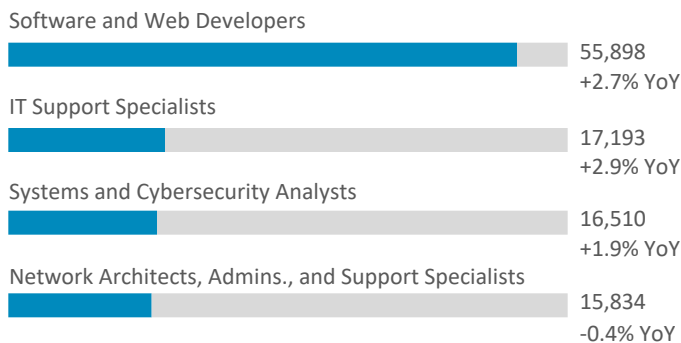 Software and Web Developers
55,898
+2.7% YoY
IT Support Specialists
17,193
+2.9% YoY
Systems and Cybersecurity Analysts
16,510
+1.9% YoY
Network Architects, Admins., and Support Specialists
15,834
-0.4% YoY